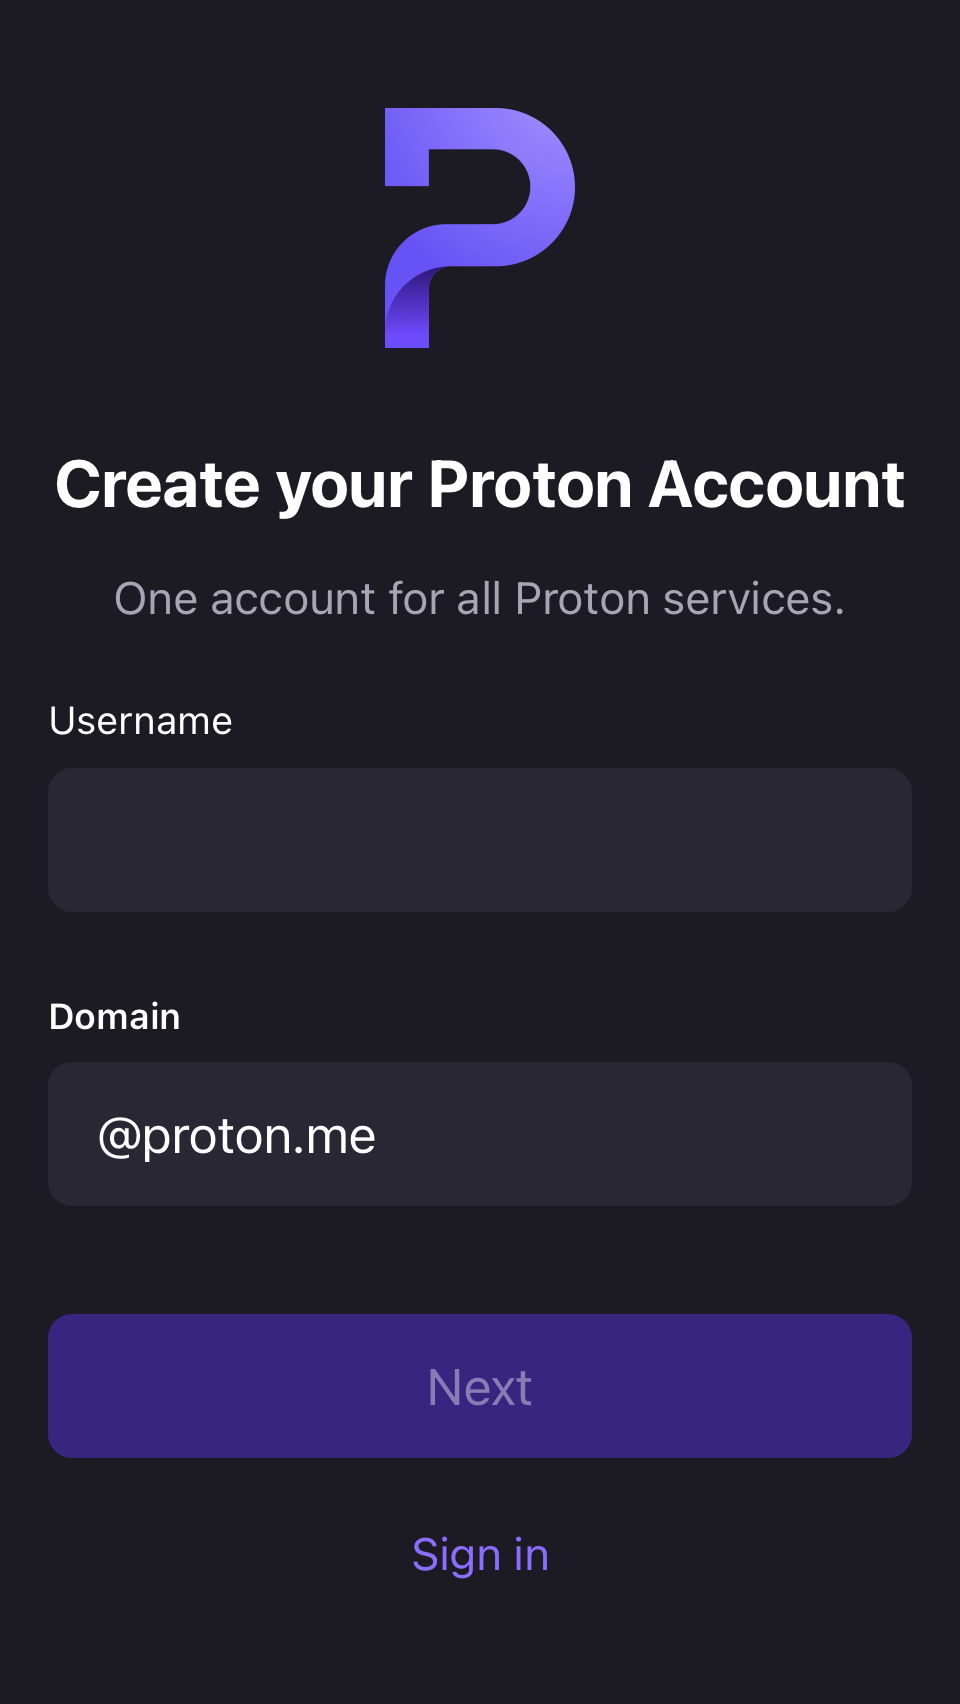 Create your Proton Account
One account for all Proton services.
Username
Domain
@proton.me
Next
Sign in